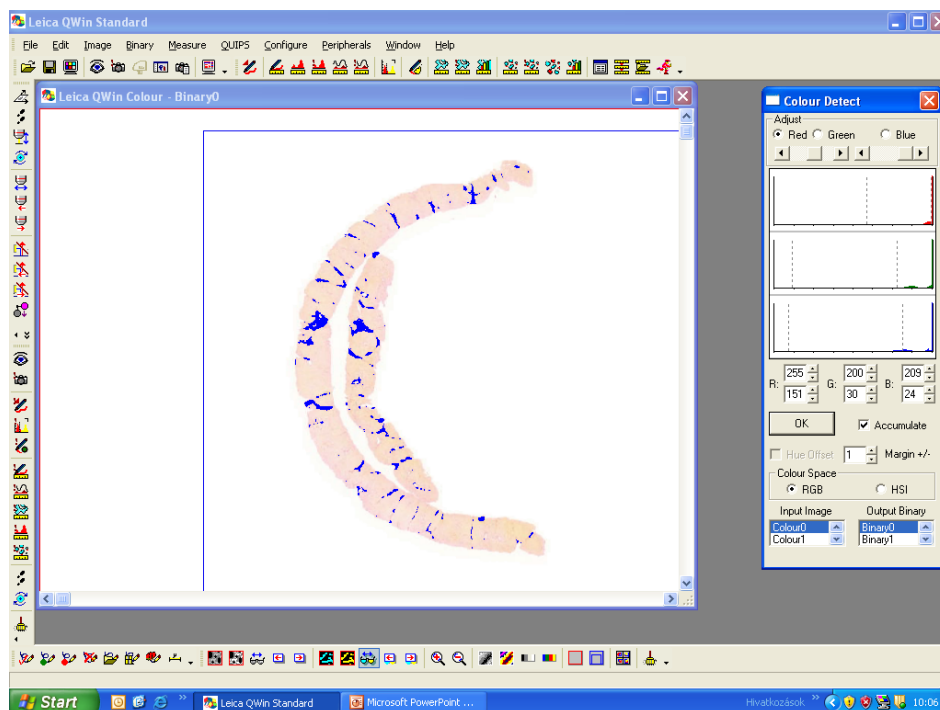 Leica QWin Standard
File Edit Image Binary Measure QUIPS Configure Peripherals Window Help
Leica QWin Colour - Binary0
Colour Detect
Adjust
Red Green Blue
R: 255 G: 200 B: 209
151 30 24
OK Accumulate
Hue Offset 1 Margin +/-
Colour Space
RGB HSI
Input Image Output Binary
Colour0 Binary0
Colour1 Binary1
Start Leica QWin Standard Microsoft PowerPoint ... Hivatkozások 10:06